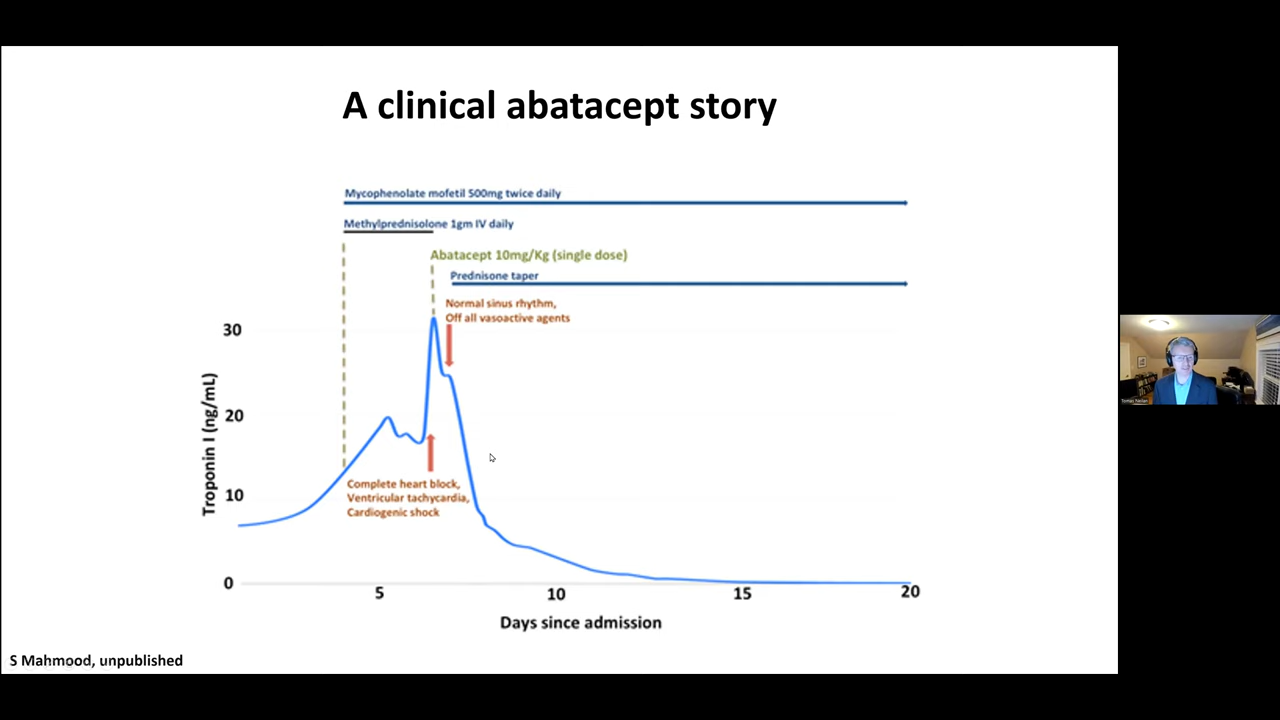 A clinical abatacept story
Mycophenolate mofetil 500mg twice daily
Methylprednisolone 1gm IV daily
Abatacept 10mg/Kg (single dose)
Prednisone taper
Normal sinus rhythm,
Off all vasoactive agents
30
20
10
0
Troponin I (ng/mL)
Complete heart block,
Ventricular tachycardia,
Cardiogenic shock
5
10
15
20
Days since admission
S Mahmood, unpublished